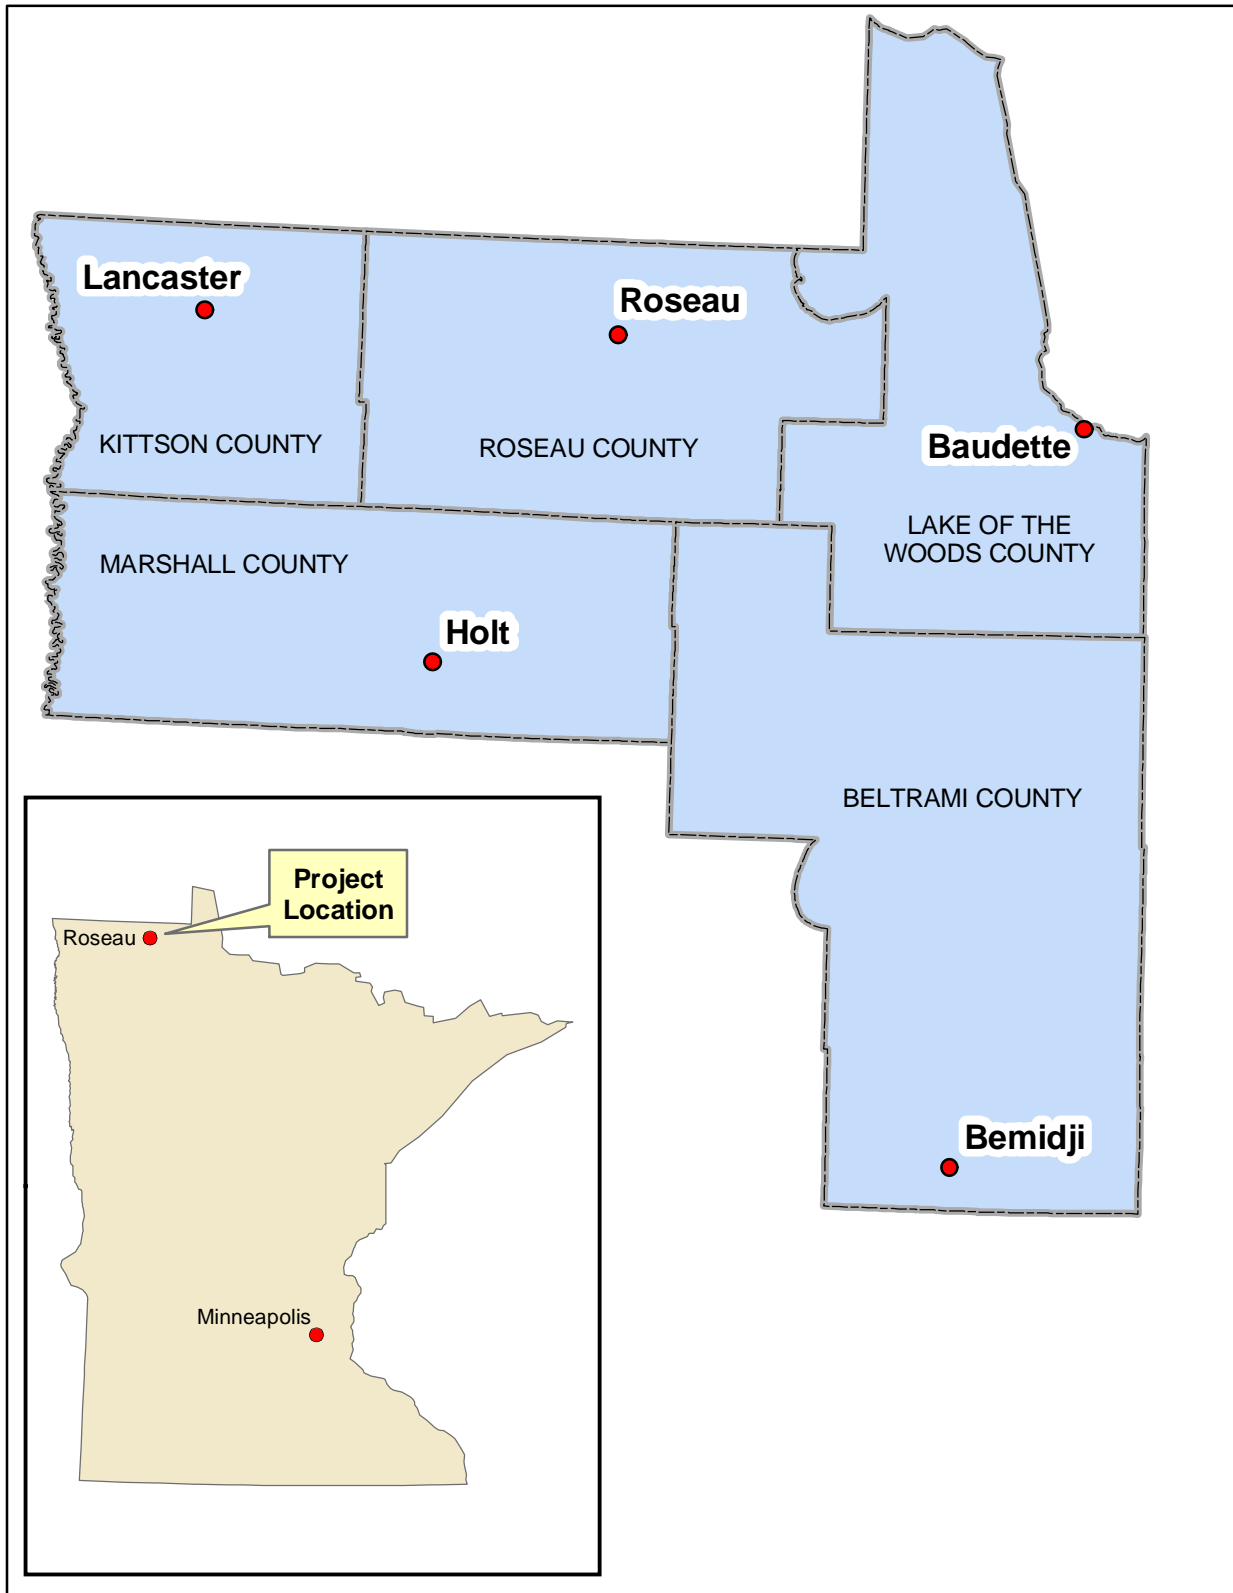 Lancaster
Roseau
KITTSON COUNTY
ROSEAU COUNTY
Baudette
LAKE OF THE
WOODS COUNTY
MARSHALL COUNTY
Holt
BELTRAMI COUNTY
Project
Location
Roseau
Bemidji
Minneapolis